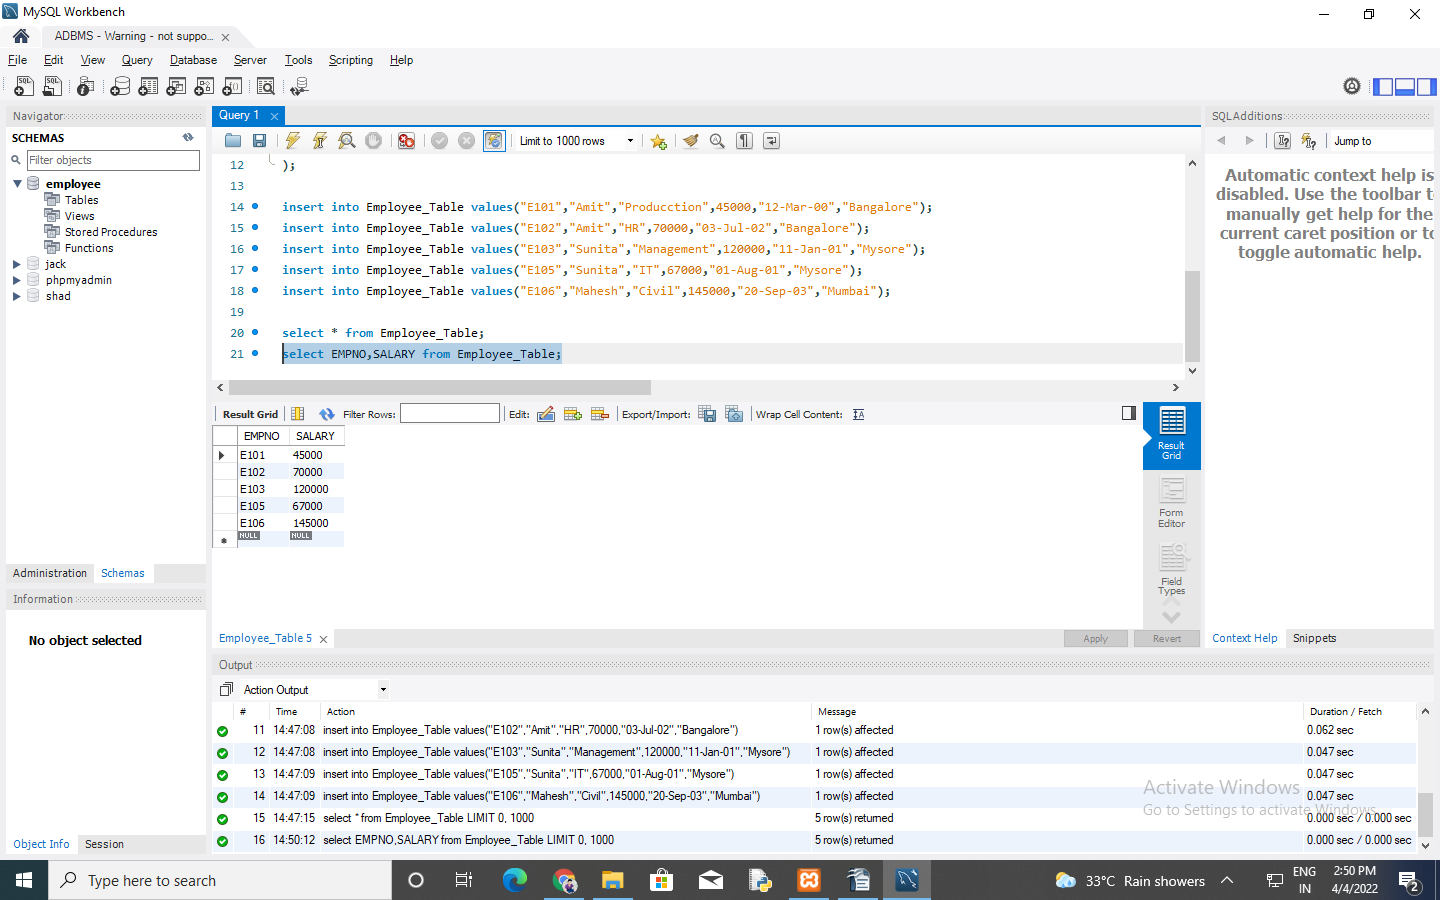 MySQL Workbench
ADBMS - Warning - not suppo...
File Edit View Query Database Server Tools Scripting Help
Navigator
SCHEMAS
Filter objects
employee
Tables
Views
Stored Procedures
Functions
jack
phpmyadmin
shad
Administration Schemas
Information
No object selected
Object Info Session
Query 1
Limit to 1000 rows
12 );
13
14 insert into Employee_Table values("E101","Amit","Producction",45000,"12-Mar-00","Bangalore");
15 insert into Employee_Table values("E102","Amit","HR",70000,"03-Jul-02","Bangalore");
16 insert into Employee_Table values("E103","Sunita","Management",120000,"11-Jan-01","Mysore");
17 insert into Employee_Table values("E105","Sunita","IT",67000,"01-Aug-01","Mysore");
18 insert into Employee_Table values("E106","Mahesh","Civil",145000,"20-Sep-03","Mumbai");
19
20 select * from Employee_Table;
21 select EMPNO,SALARY from Employee_Table;
Result Grid Filter Rows: Edit: Export/Import: Wrap Cell Content:
EMPNO SALARY
E101 45000
E102 70000
E103 120000
E105 67000
E106 145000
NULL NULL
Result Grid
Form Editor
Field Types
Employee_Table 5
Apply Revert
SQLAdditions
Jump to
Automatic context help is
disabled. Use the toolbar t
manually get help for the
current caret position or to
toggle automatic help.
Context Help Snippets
Output
Action Output
# Time Action Message Duration / Fetch
11 14:47:08 insert into Employee_Table values("E102","Amit","HR",70000,"03-Jul-02","Bangalore") 1 row(s) affected 0.062 sec
12 14:47:08 insert into Employee_Table values("E103","Sunita","Management",120000,"11-Jan-01","Mysore") 1 row(s) affected 0.047 sec
13 14:47:09 insert into Employee_Table values("E105","Sunita","IT",67000,"01-Aug-01","Mysore") 1 row(s) affected 0.047 sec
14 14:47:09 insert into Employee_Table values("E106","Mahesh","Civil",145000,"20-Sep-03","Mumbai") 1 row(s) affected 0.047 sec
15 14:47:15 select * from Employee_Table LIMIT 0, 1000 5 row(s) returned 0.000 sec / 0.000 sec
16 14:50:12 select EMPNO,SALARY from Employee_Table LIMIT 0, 1000 5 row(s) returned 0.000 sec / 0.000 sec
Activate Windows
Go to Settings to activate Windows.
Type here to search
33°C Rain showers
ENG
IN
2:50 PM
4/4/2022
2